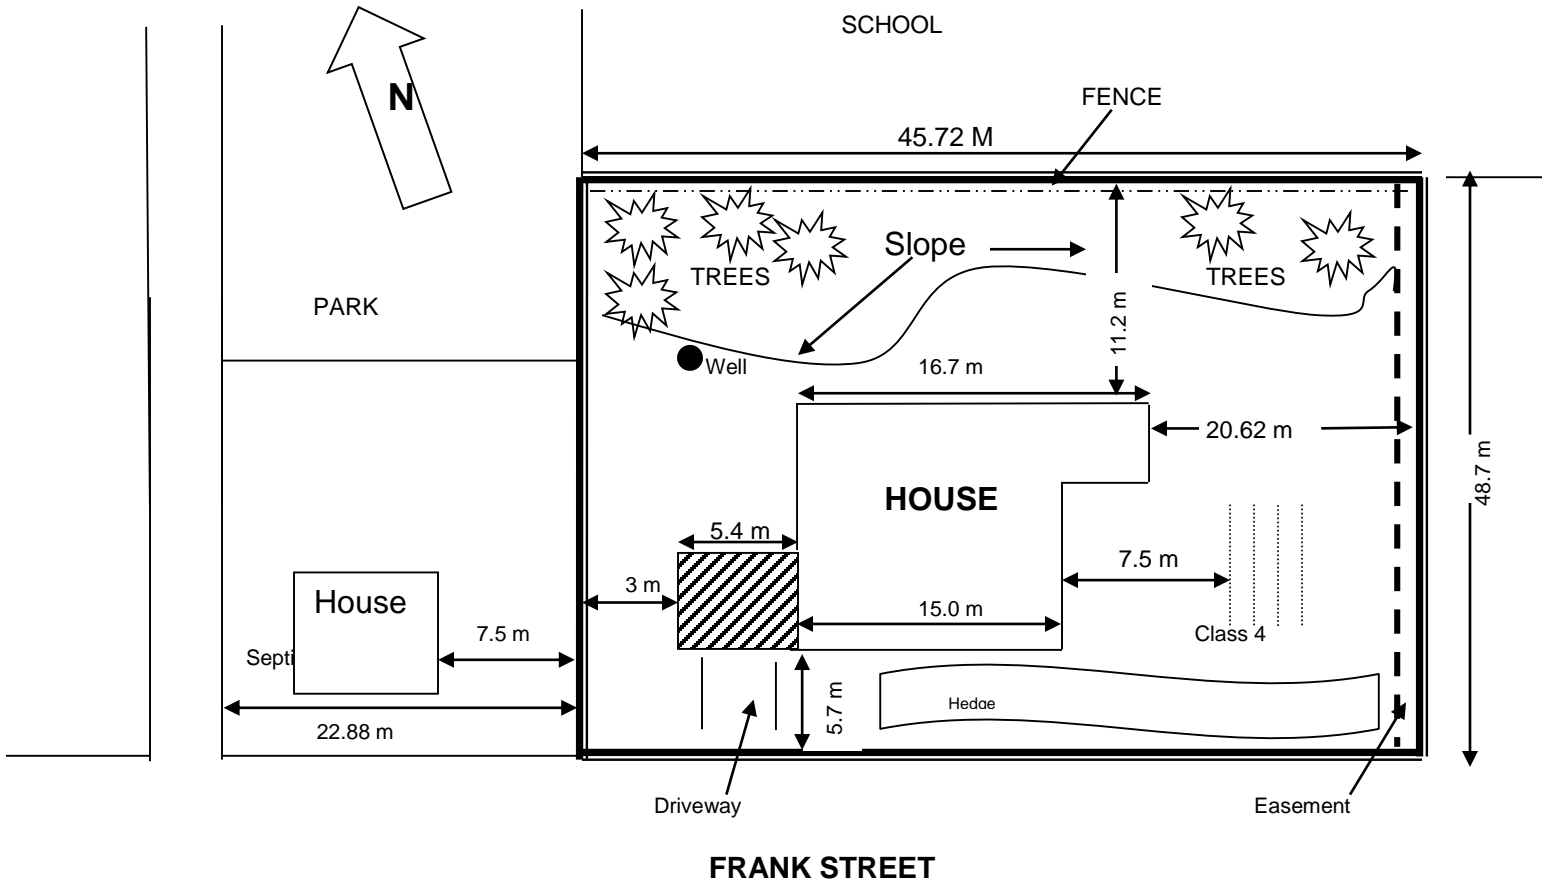 SCHOOL
N
FENCE
45.72 M
Slope
TREES
TREES
PARK
11.2 m
Well
16.7 m
20.62 m
48.7 m
HOUSE
5.4 m
7.5 m
3 m
House
15.0 m
7.5 m
Class 4
Septi
5.7 m
Hedge
22.88 m
Driveway
Easement
FRANK STREET